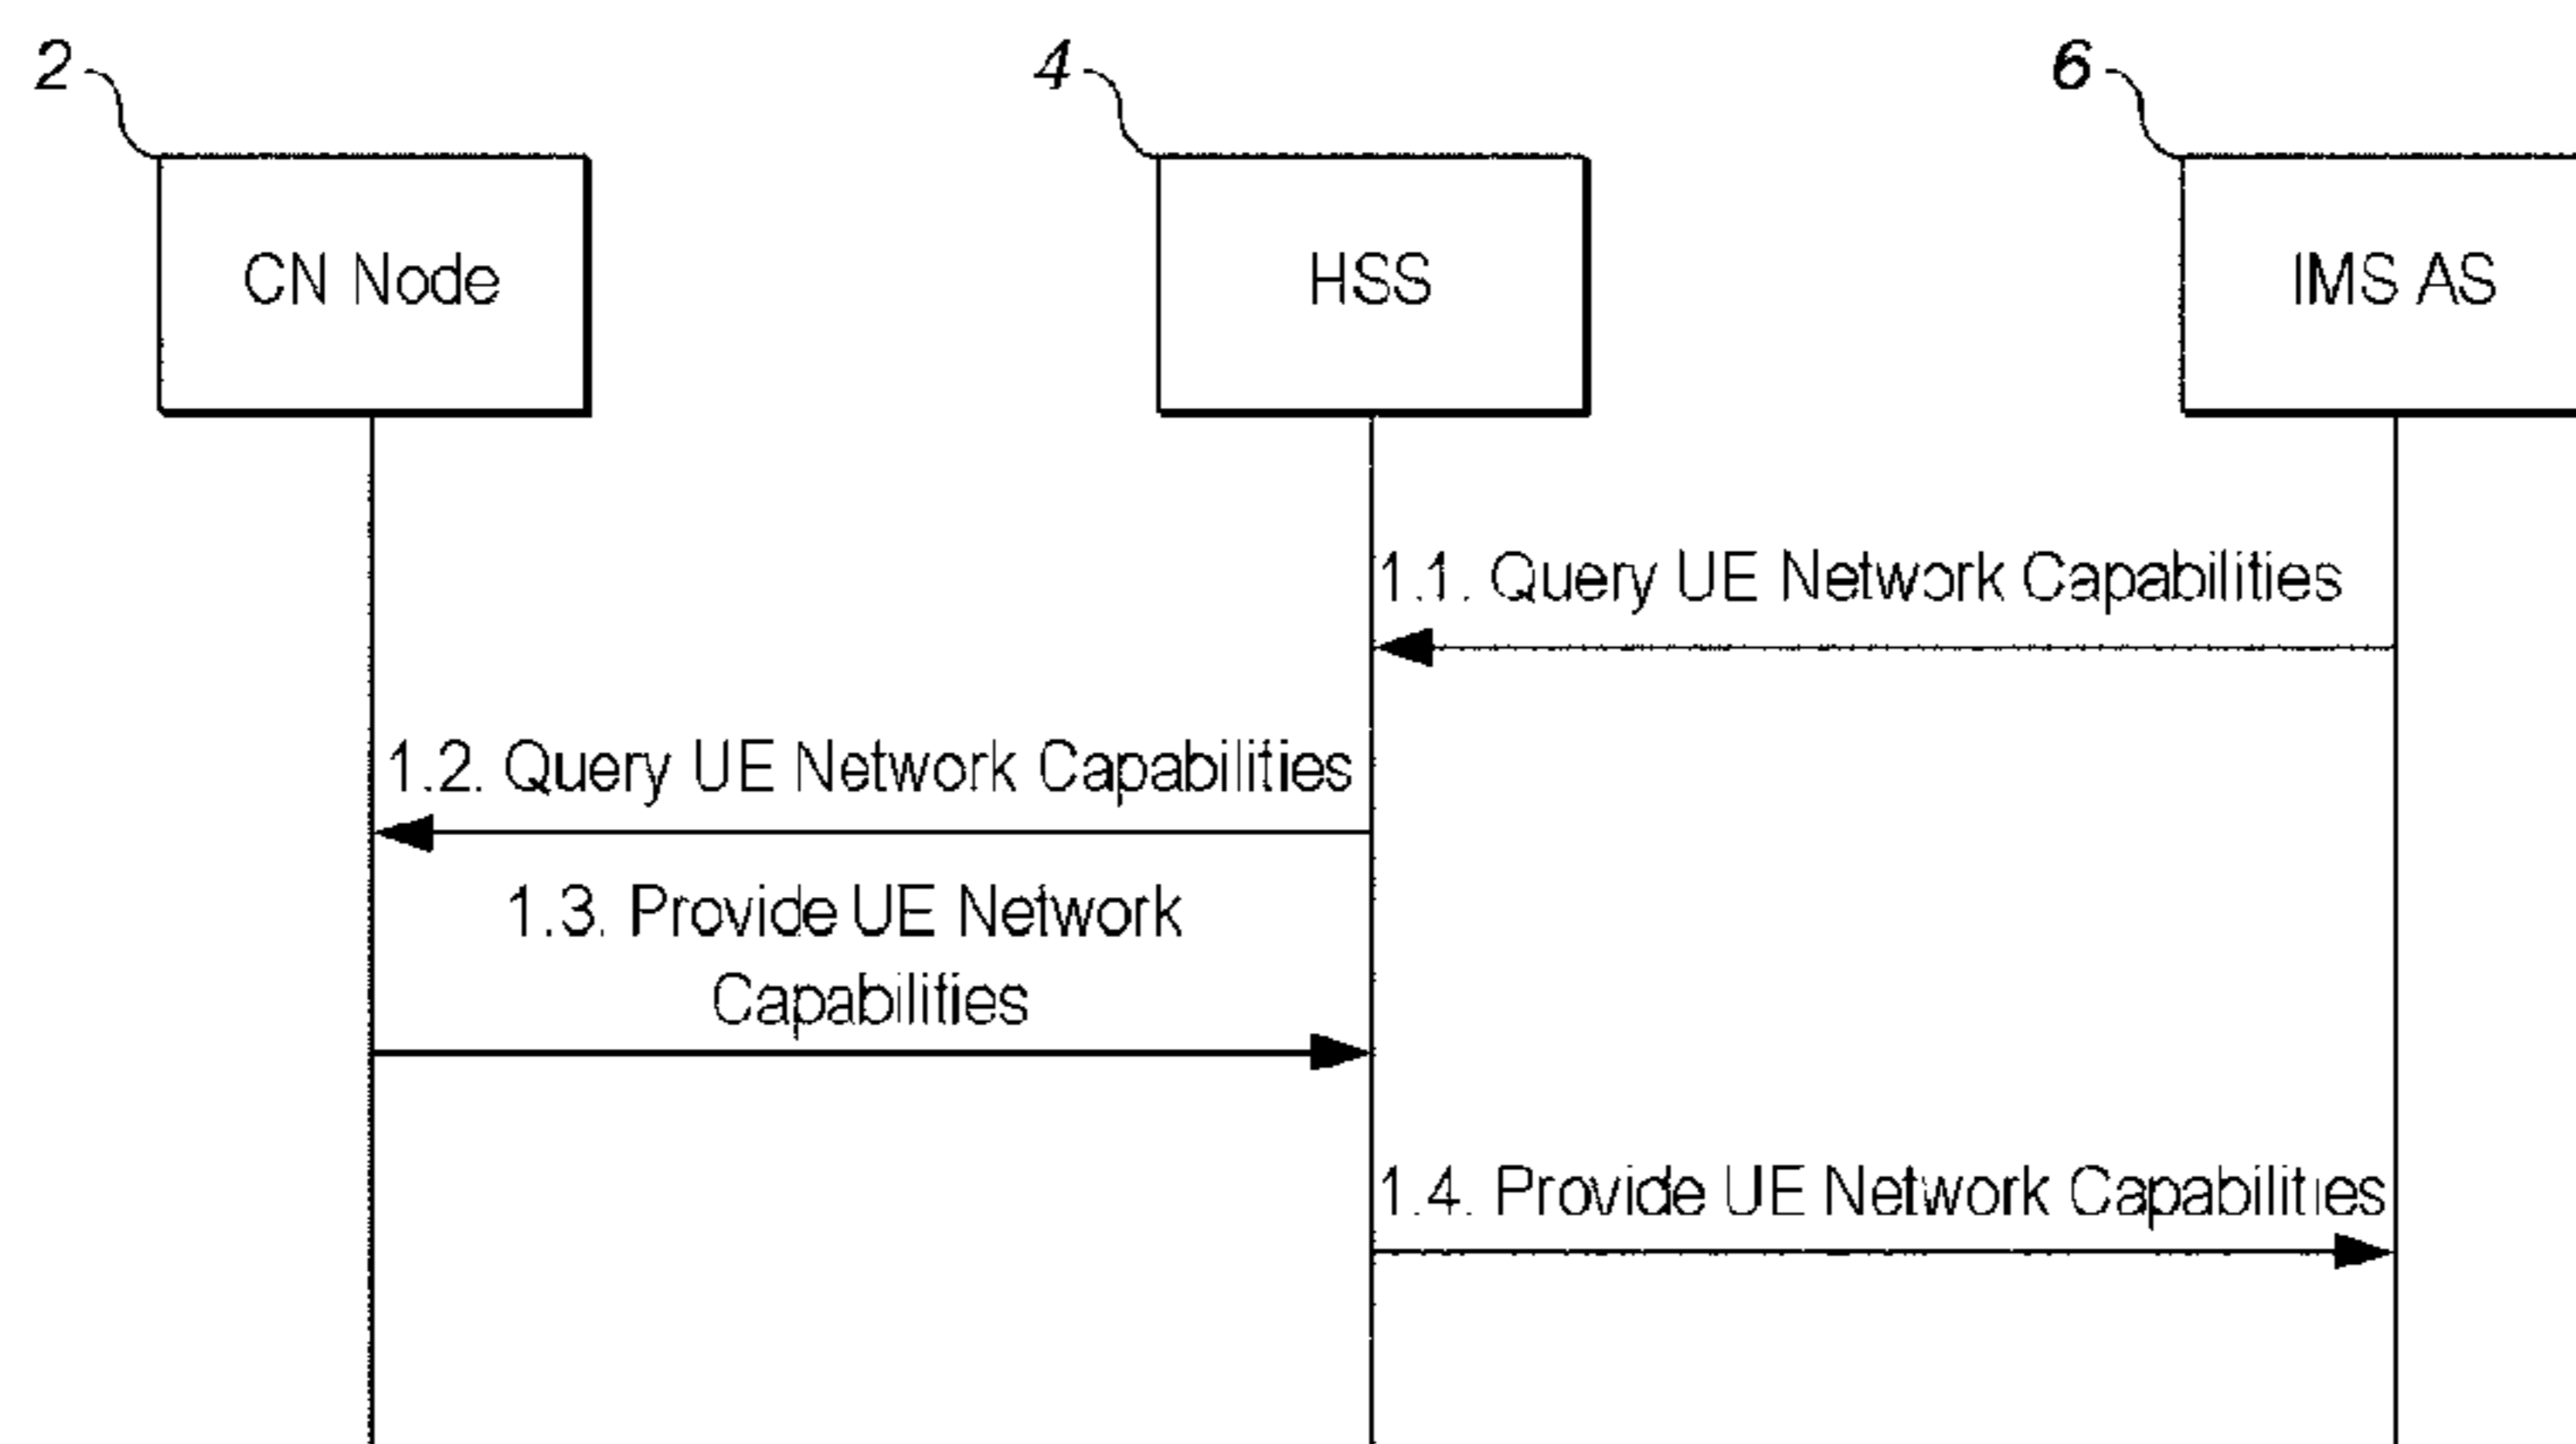 2
4
6
CN Node
HSS
IMS AS
1.1. Query UE Network Capabilities
1.2. Query UE Network Capabilities
1.3. Provide UE Network
Capabilities
1.4. Provide UE Network Capabilities